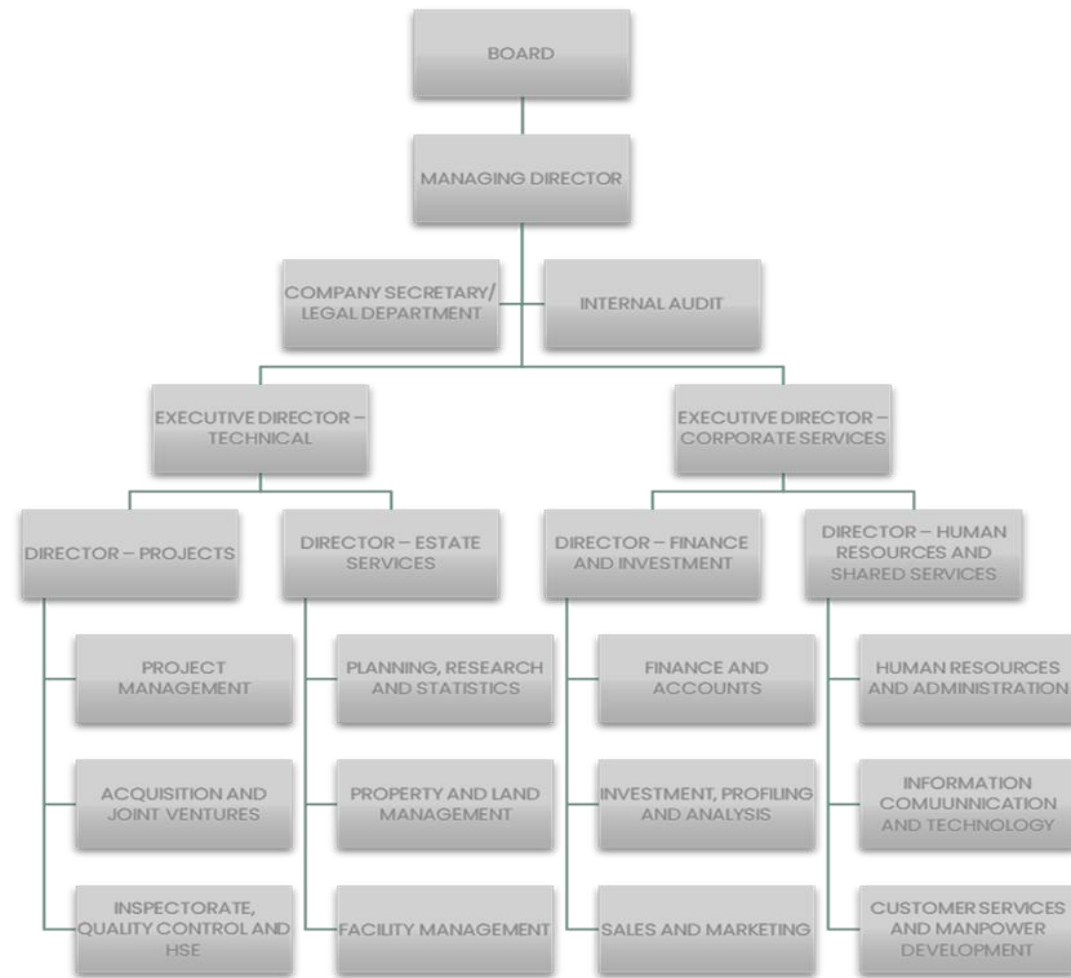 BOARD
MANAGING DIRECTOR
COMPANY SECRETARY/
LEGAL DEPARTMENT
INTERNAL AUDIT
EXECUTIVE DIRECTOR –
TECHNICAL
EXECUTIVE DIRECTOR –
CORPORATE SERVICES
DIRECTOR – PROJECTS
DIRECTOR – ESTATE
SERVICES
DIRECTOR – FINANCE
AND INVESTMENT
DIRECTOR – HUMAN
RESOURCES AND
SHARED SERVICES
PROJECT
MANAGEMENT
PLANNING, RESEARCH
AND STATISTICS
FINANCE AND
ACCOUNTS
HUMAN RESOURCES
AND ADMINISTRATION
ACQUISITION AND
JOINT VENTURES
PROPERTY AND LAND
MANAGEMENT
INVESTMENT, PROFILING
AND ANALYSIS
INFORMATION
COMUUNNICATION
AND TECHNOLOGY
INSPECTORATE,
QUALITY CONTROL AND
HSE
FACILITY MANAGEMENT
SALES AND MARKETING
CUSTOMER SERVICES
AND MANPOWER
DEVELOPMENT